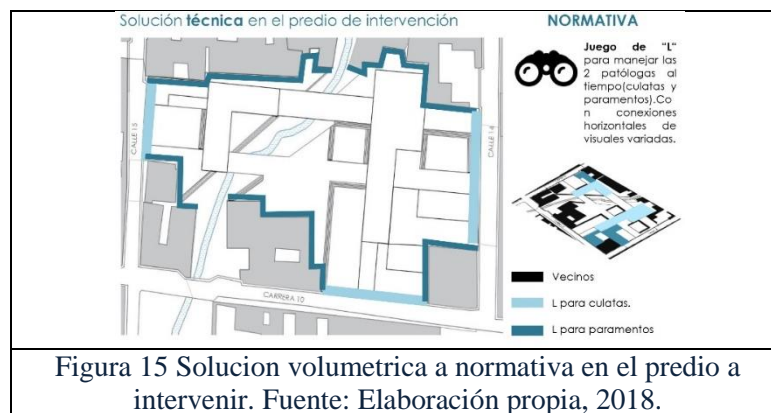 Solución técnica en el predio de intervención
NORMATIVA
Juego de "L"
para manejar las
2 patólogas al
tiempo(culatas y
paramentos).Co
n conexiones
horizontales de
visuales variadas.
CALLE 15
CALLE 14
CARRERA 10
Vecinos
L para culatas.
L para paramentos
Figura 15 Solucion volumetrica a normativa en el predio a
intervenir. Fuente: Elaboración propia, 2018.